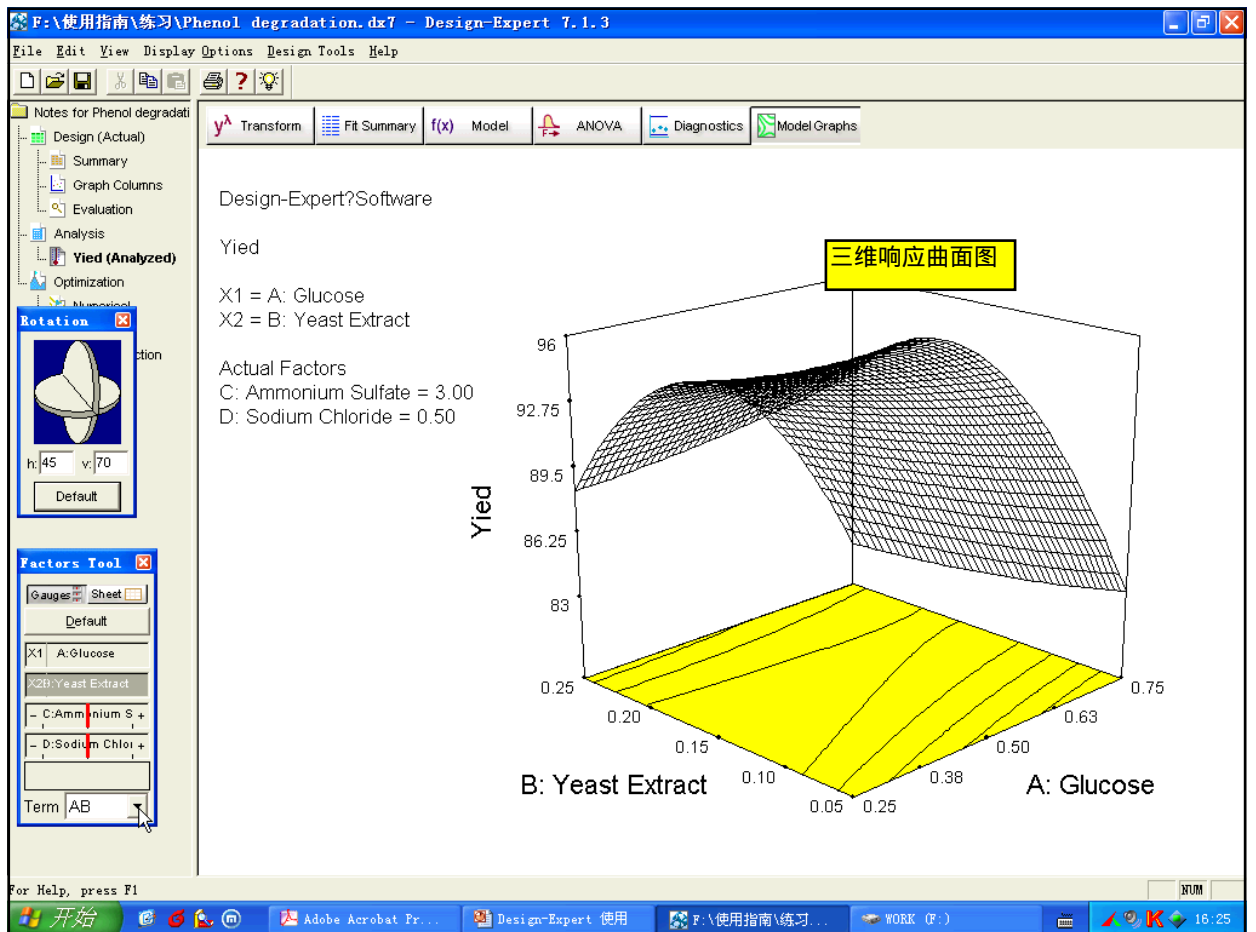 F:\使用指南\练习\Phenol degradation.dx7 - Design-Expert 7.1.3
File Edit View Display Options Design Tools Help
Notes for Phenol degradati
Design (Actual)
Summary
Graph Columns
Evaluation
Analysis
Yied (Analyzed)
Optimization
Numerical
ction
yλ Transform
Fit Summary
f(x) Model
F ANOVA
Diagnostics
Model Graphs
Rotation
h: 45 v: 70
Default
Factors Tool
Gauges Sheet
Default
X1 A:Glucose
X2 B:Yeast Extract
- C:Ammonium S +
- D:Sodium Chlor +
Term AB
Design-Expert?Software
Yied
X1 = A: Glucose
X2 = B: Yeast Extract
Actual Factors
C: Ammonium Sulfate = 3.00
D: Sodium Chloride = 0.50
三维响应曲面图
96
92.75
89.5
86.25
83
Yied
0.25
0.20
0.15
0.10
0.05
B: Yeast Extract
0.25
0.38
0.50
0.63
0.75
A: Glucose
For Help, press F1
NUM
开始
Adobe Acrobat Pr...
Design-Expert 使用
F:\使用指南\练习...
WORK (F:)
16:25